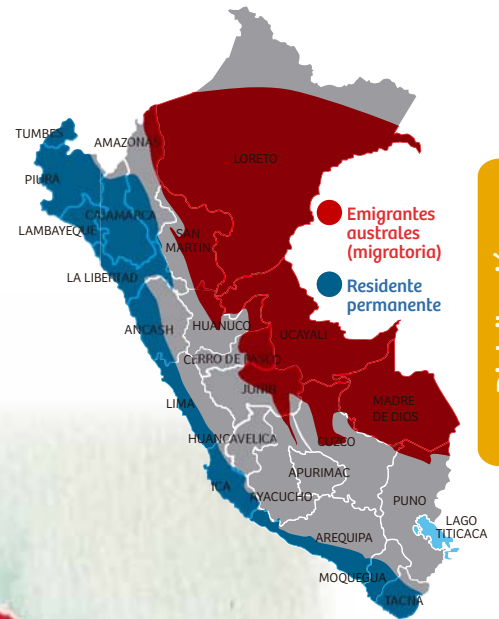 TUMBES
AMAZONAS
PIURA
LORETO
CAJAMARCA
LAMBAYEQUE
SAN
MARTIN
Emigrantes
australes
(migratoria)
LA LIBERTAD
Residente
permanente
ANCASH
HUANUCO
UCAYALI
CERRO DE PASCO
JUNIB
LIMA
MADRE
DE DIOS
HUANCAVELICA
CUZCO
APURIMAC
ICA
AYACUCHO
PUNO
LAGO
TITICACA
AREQUIPA
MOQUEGUA
TACNA